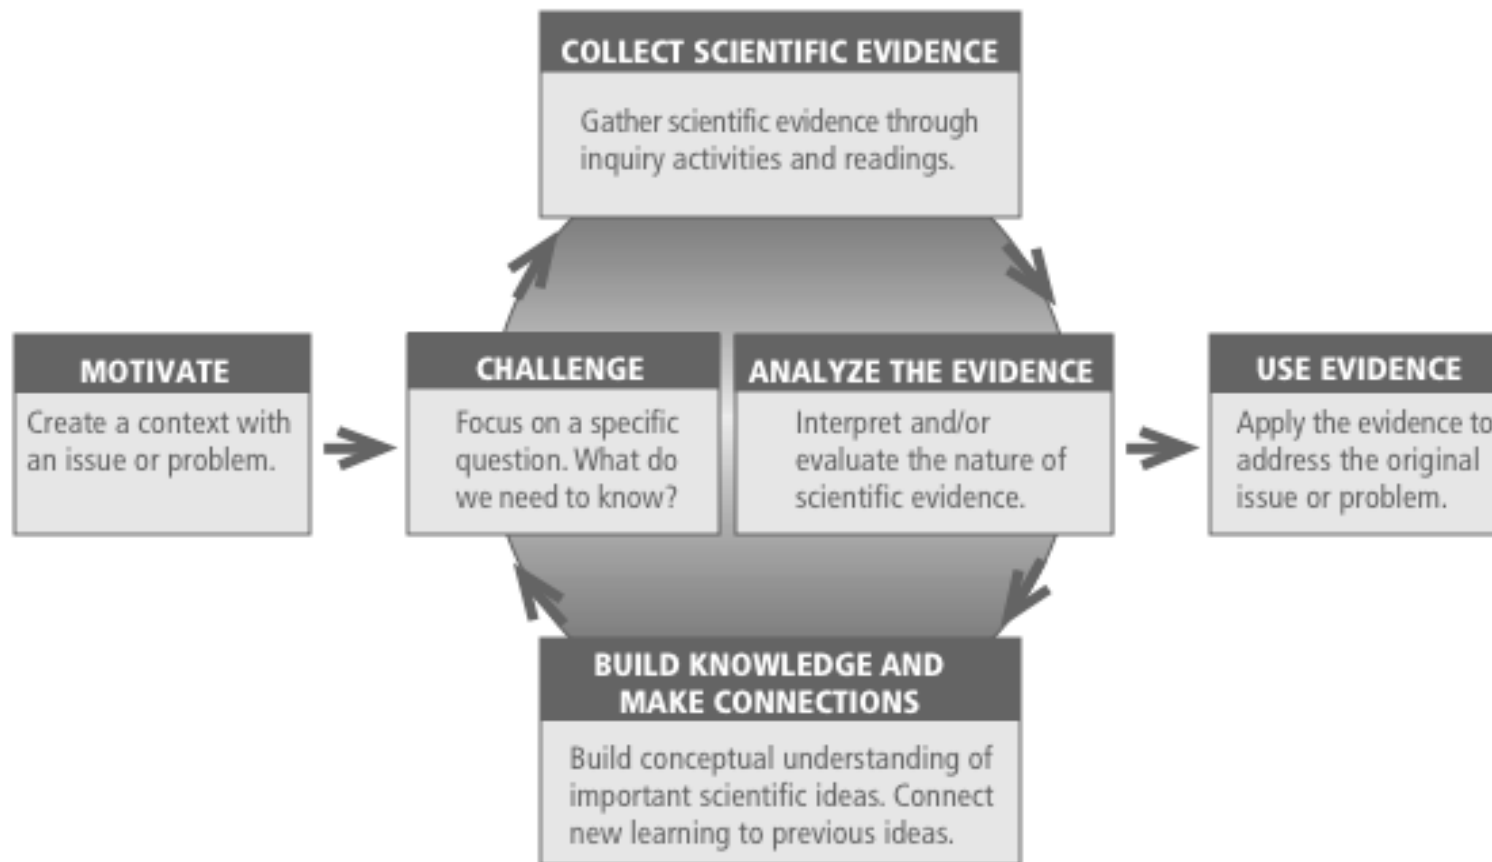 COLLECT SCIENTIFIC EVIDENCE
Gather scientific evidence through
inquiry activities and readings.
MOTIVATE
Create a context with
an issue or problem.
CHALLENGE
Focus on a specific
question. What do
we need to know?
ANALYZE THE EVIDENCE
Interpret and/or
evaluate the nature of
scientific evidence.
USE EVIDENCE
Apply the evidence to
address the original
issue or problem.
BUILD KNOWLEDGE AND
MAKE CONNECTIONS
Build conceptual understanding of
important scientific ideas. Connect
new learning to previous ideas.